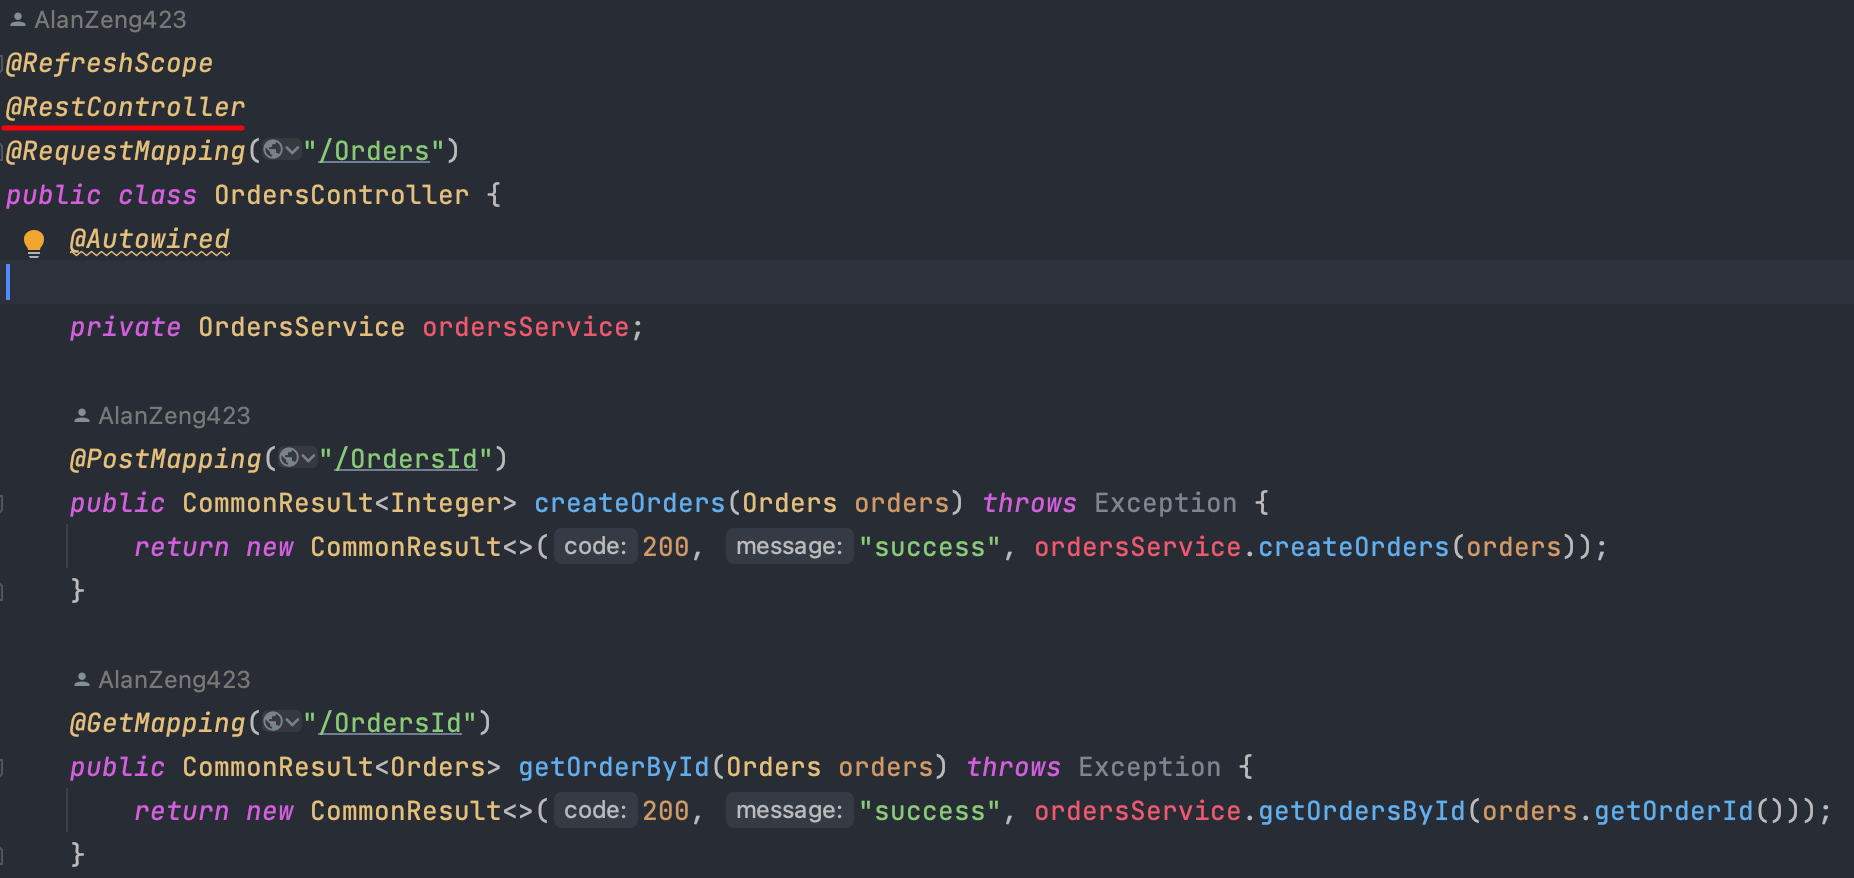 AlanZeng423
@RefreshScope
@RestController
@RequestMapping("/Orders")
public class OrdersController {
@Autowired
private OrdersService ordersService;
AlanZeng423
@PostMapping("/OrdersId")
public CommonResult<Integer> createOrders(Orders orders) throws Exception {
return new CommonResult<>( code: 200, message: "success", ordersService.createOrders(orders));
}
AlanZeng423
@GetMapping("/OrdersId")
public CommonResult<Orders> getOrderById(Orders orders) throws Exception {
return new CommonResult<>( code: 200, message: "success", ordersService.getOrdersById(orders.getOrderId()));
}